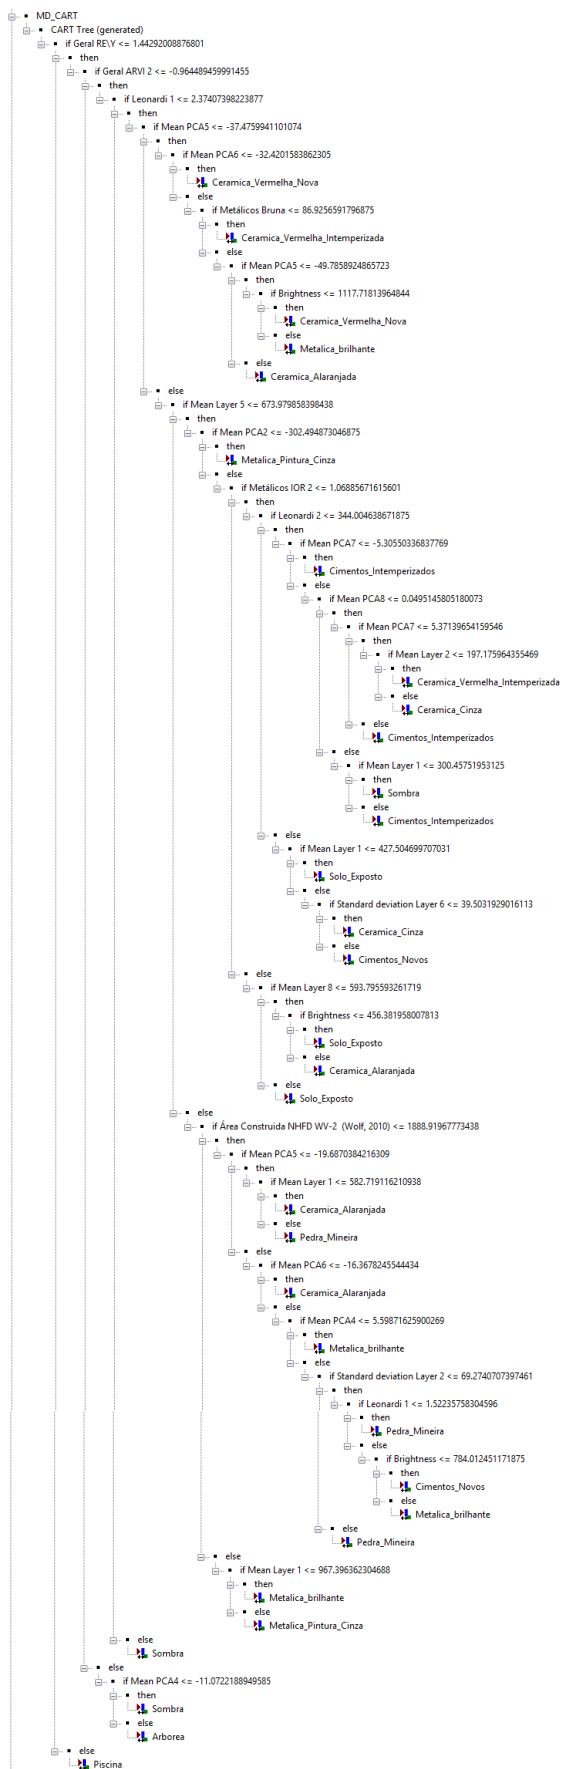 MD_CART
CART Tree (generated)
if Geral RE\Y <= 1.44292008876801
then
if Geral ARVI 2 <= -0.964489459991455
then
if Leonardi 1 <= 2.37407398223877
then
if Mean PCA5 <= -37.4759941101074
then
if Mean PCA6 <= -32.4201583862305
then
Ceramica_Vermelha_Nova
else
if Metálicos Bruna <= 86.9256591796875
then
Ceramica_Vermelha_Intemperizada
else
if Mean PCA5 <= -49.7858924865723
then
if Brightness <= 1117.71813964844
then
Ceramica_Vermelha_Nova
else
Metalica_brilhante
else
Ceramica_Alaranjada
else
if Mean Layer 5 <= 673.979858398438
then
if Mean PCA2 <= -302.494873046875
then
Metalica_Pintura_Cinza
else
if Metálicos IOR 2 <= 1.06885671615601
then
if Leonardi 2 <= 344.004638671875
then
if Mean PCA7 <= -5.30550336837769
then
Cimentos_Intemperizados
else
if Mean PCA8 <= 0.0495145805180073
then
if Mean PCA7 <= 5.37139654159546
then
if Mean Layer 2 <= 197.175964355469
then
Ceramica_Vermelha_Intemperizada
else
Ceramica_Cinza
else
Cimentos_Intemperizados
else
if Mean Layer 1 <= 300.45751953125
then
Sombra
else
Cimentos_Intemperizados
else
if Mean Layer 1 <= 427.504699707031
then
Solo_Exposto
else
if Standard deviation Layer 6 <= 39.5031929016113
then
Ceramica_Cinza
else
Cimentos_Novos
else
if Mean Layer 8 <= 593.795593261719
then
if Brightness <= 456.381958007813
then
Solo_Exposto
else
Ceramica_Alaranjada
else
Solo_Exposto
else
if Área Construida NHFD WV-2 (Wolf, 2010) <= 1888.91967773438
then
if Mean PCA5 <= -19.6870384216309
then
if Mean Layer 1 <= 582.719116210938
then
Ceramica_Alaranjada
else
Pedra_Mineira
else
if Mean PCA6 <= -16.3678245544434
then
Ceramica_Alaranjada
else
if Mean PCA4 <= 5.59871625900269
then
Metalica_brilhante
else
if Standard deviation Layer 2 <= 69.2740707397461
then
if Leonardi 1 <= 1.52235758304596
then
Pedra_Mineira
else
if Brightness <= 784.012451171875
then
Cimentos_Novos
else
Metalica_brilhante
else
Pedra_Mineira
else
if Mean Layer 1 <= 967.396362304688
then
Metalica_brilhante
else
Metalica_Pintura_Cinza
else
Sombra
else
if Mean PCA4 <= -11.0722188949585
then
Sombra
else
Arborea
else
Piscina